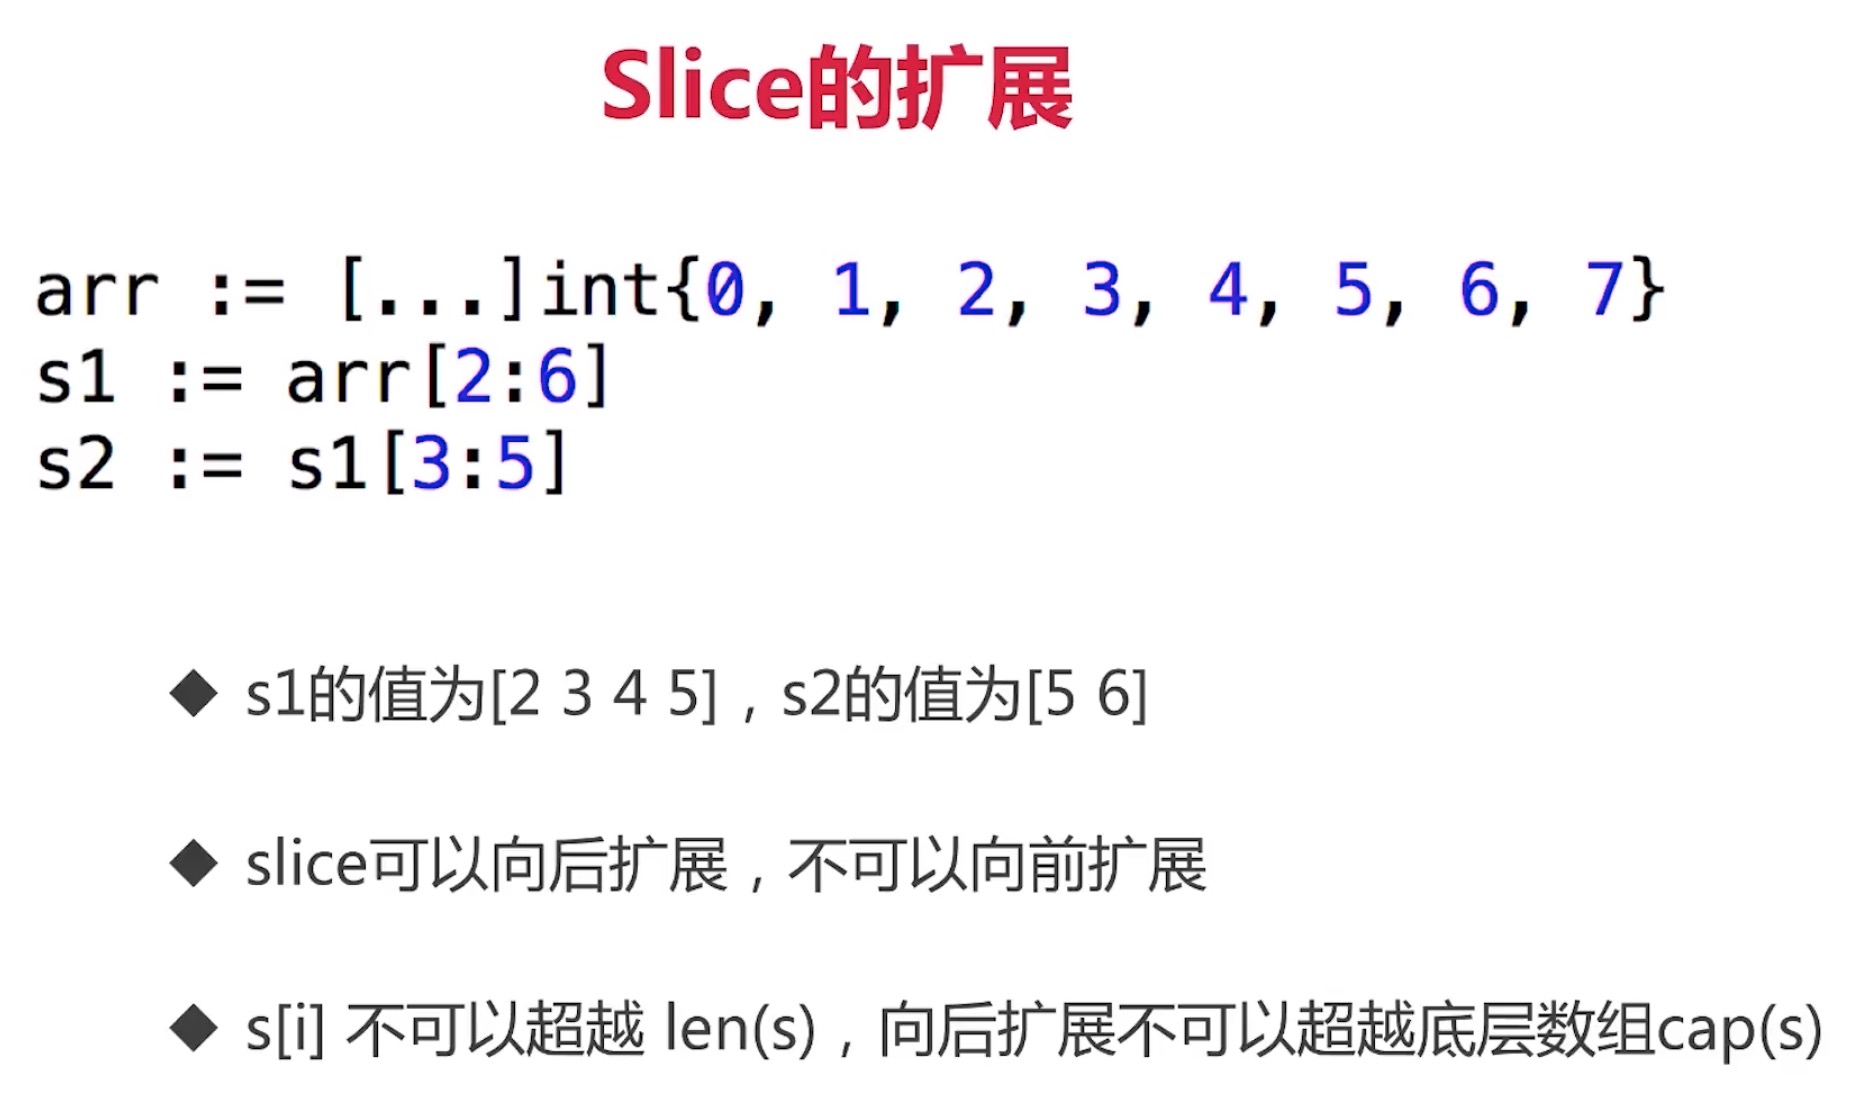 Slice的扩展
arr := [...]int{0, 1, 2, 3, 4, 5, 6, 7}
s1 := arr[2:6]
s2 := s1[3:5]
◆ s1的值为[2 3 4 5]，s2的值为[5 6]
◆ slice可以向后扩展，不可以向前扩展
◆ s[i] 不可以超越 len(s)，向后扩展不可以超越底层数组cap(s)